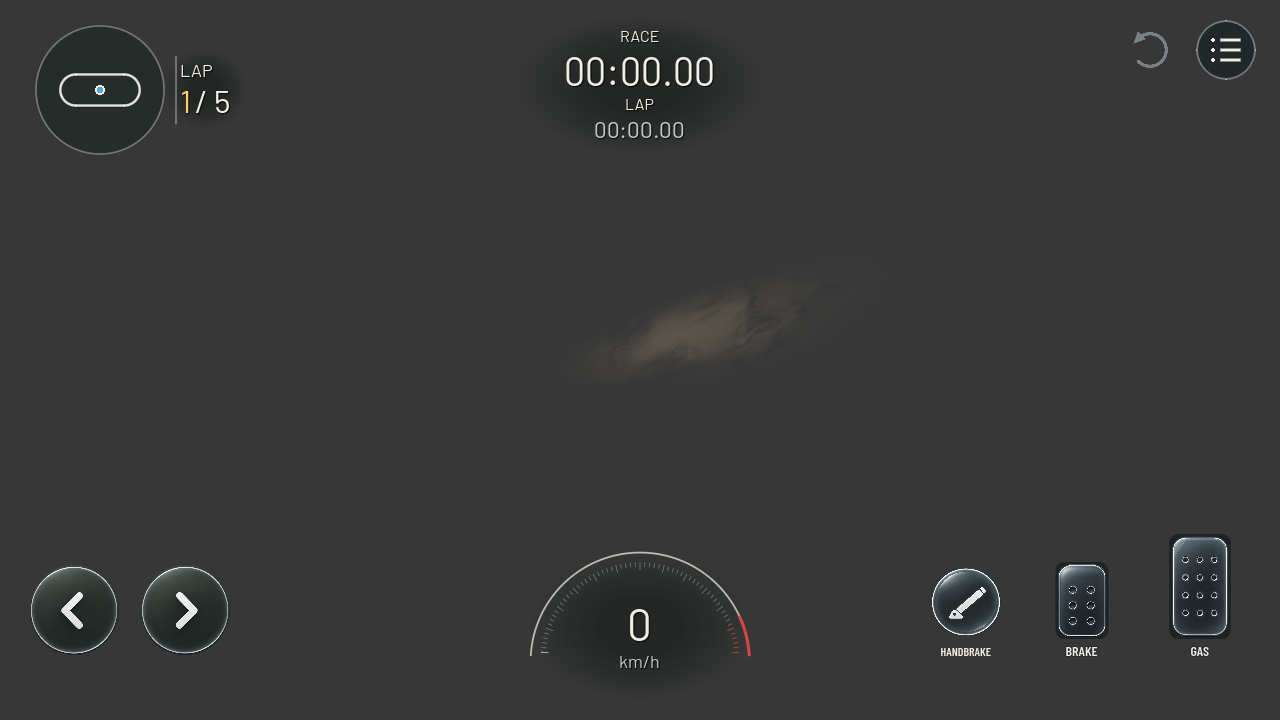 LAP
1/ 5
RACE
00:00.00
LAP
00:00.00
0
km/h
HANDBRAKE
BRAKE
GAS